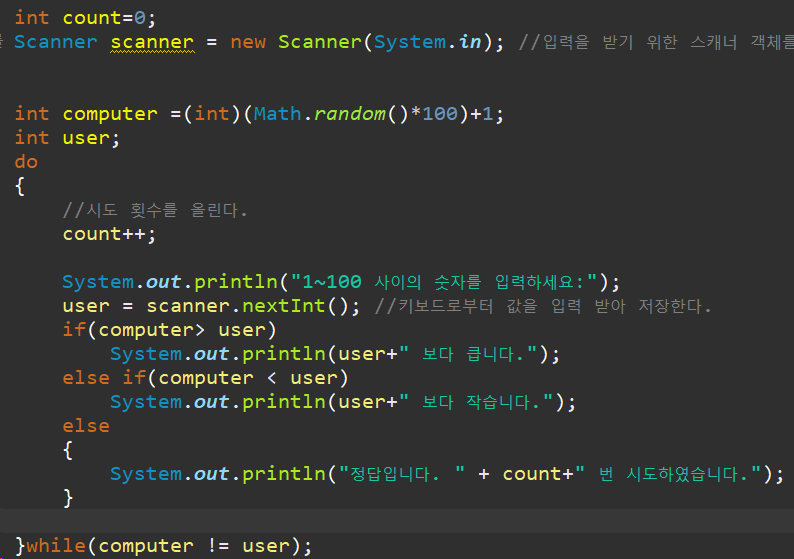 int count=0;
Scanner scanner = new Scanner(System.in); //입력을 받기 위한 스캐너 객체를
int computer =(int)(Math.random()*100)+1;
int user;
do
{
//시도 횟수를 올린다.
count++;
System.out.println("1~100 사이의 숫자를 입력하세요:");
user = scanner.nextInt(); //키보드로부터 값을 입력 받아 저장한다.
if(computer> user)
System.out.println(user+" 보다 큽니다.");
else if(computer < user)
System.out.println(user+" 보다 작습니다.");
else
{
System.out.println("정답입니다. " + count+" 번 시도하였습니다.");
}
}while(computer != user);